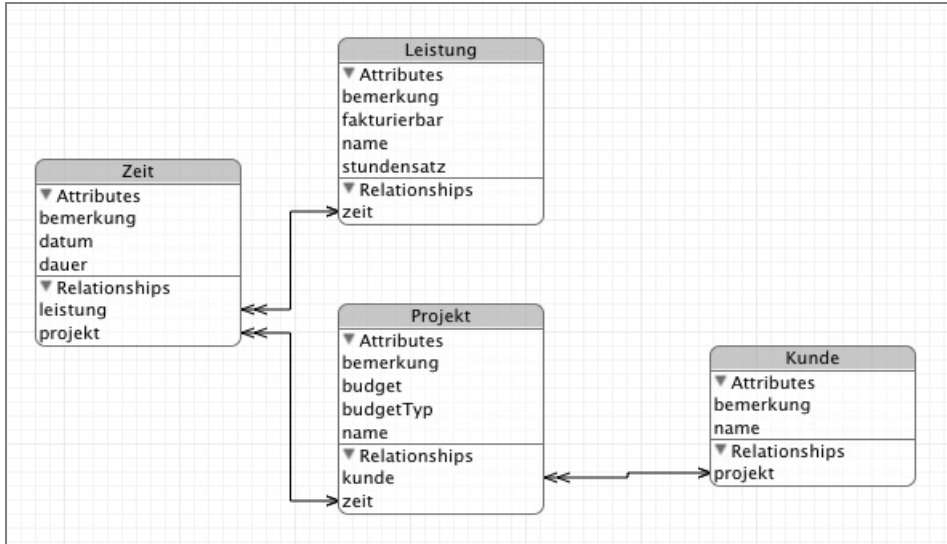 Leistung
Attributes
bemerkung
fakturierbar
name
stundensatz
Relationships
zeit
Zeit
Attributes
bemerkung
datum
dauer
Relationships
leistung
projekt
Projekt
Attributes
bemerkung
budget
budgetTyp
name
Relationships
kunde
zeit
Kunde
Attributes
bemerkung
name
Relationships
projekt